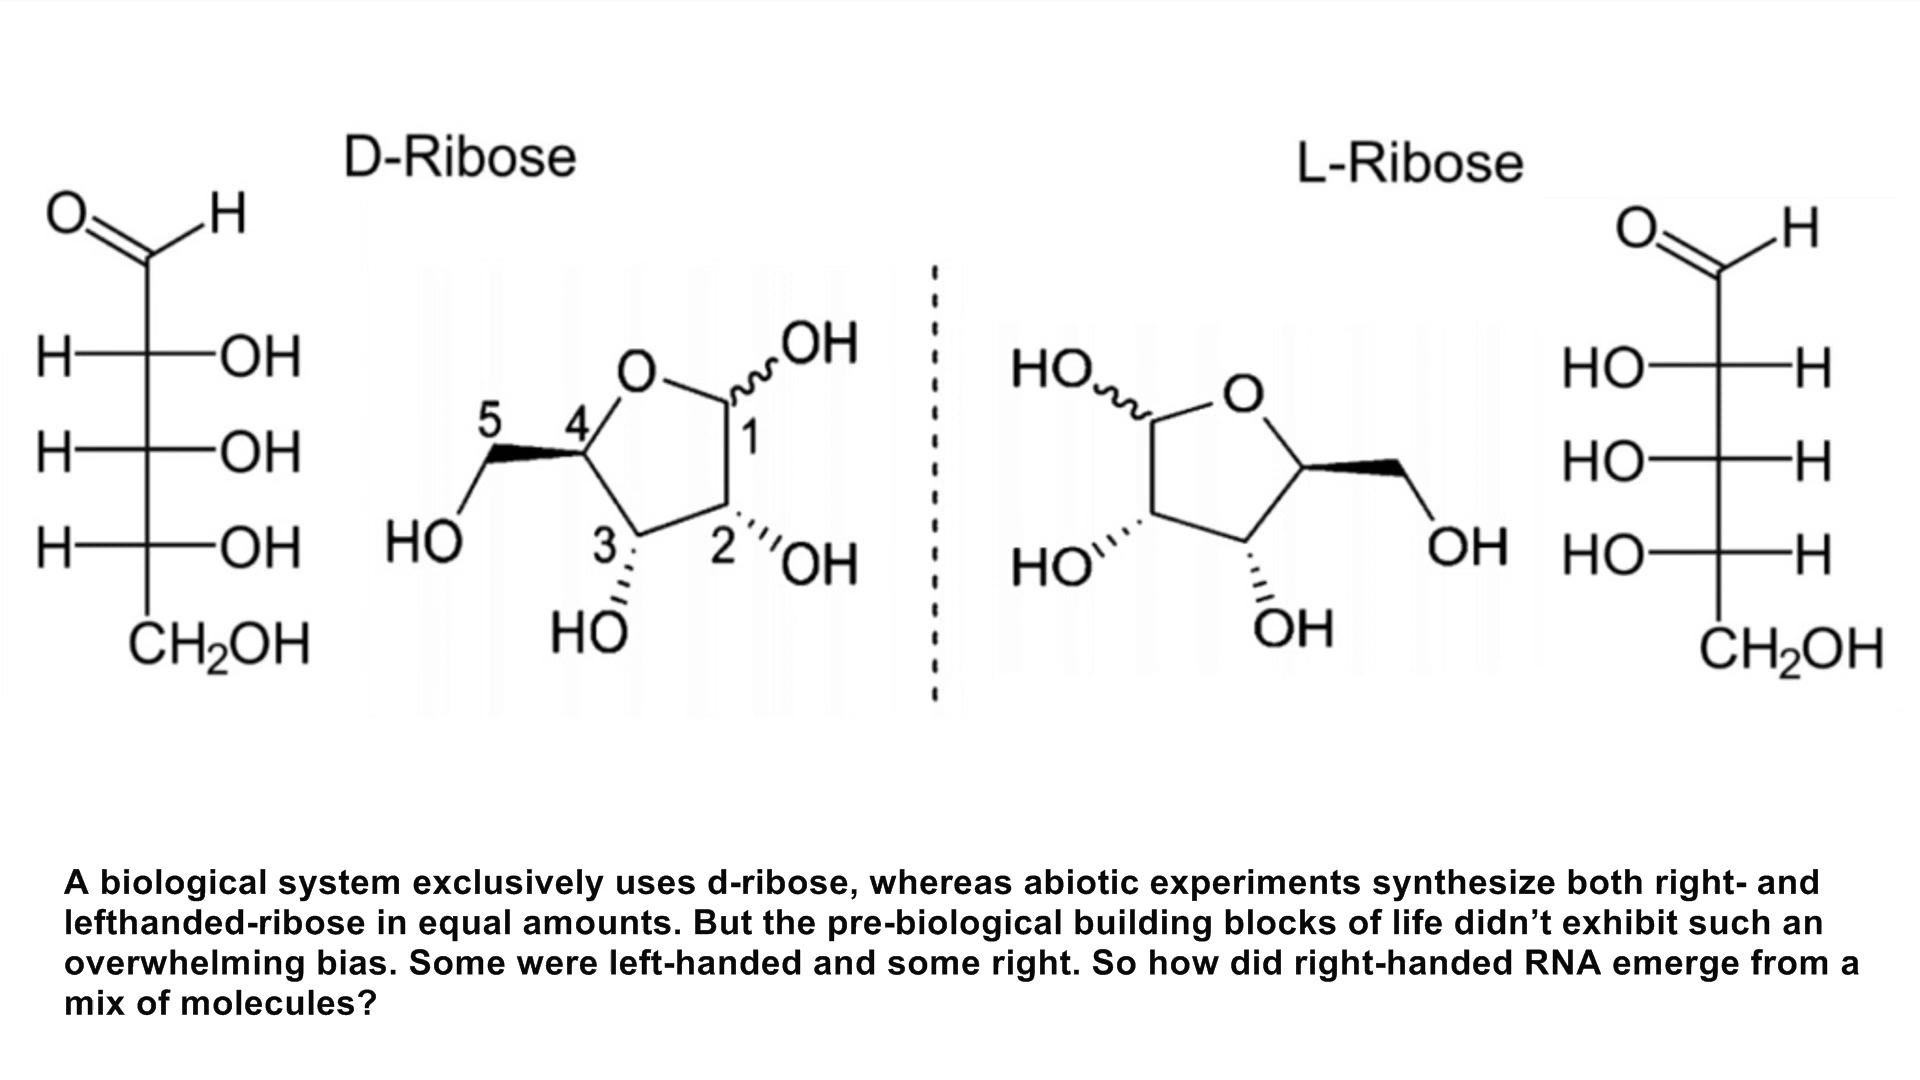 D-Ribose
L-Ribose
O H
H OH
H OH
H OH
CH2OH
O OH
5 4 1
HO 3 2 OH
HO
HO O
HO OH
OH
O H
HO H
HO H
HO H
CH2OH
A biological system exclusively uses d-ribose, whereas abiotic experiments synthesize both right- and
lefthanded-ribose in equal amounts. But the pre-biological building blocks of life didn’t exhibit such an
overwhelming bias. Some were left-handed and some right. So how did right-handed RNA emerge from a
mix of molecules?